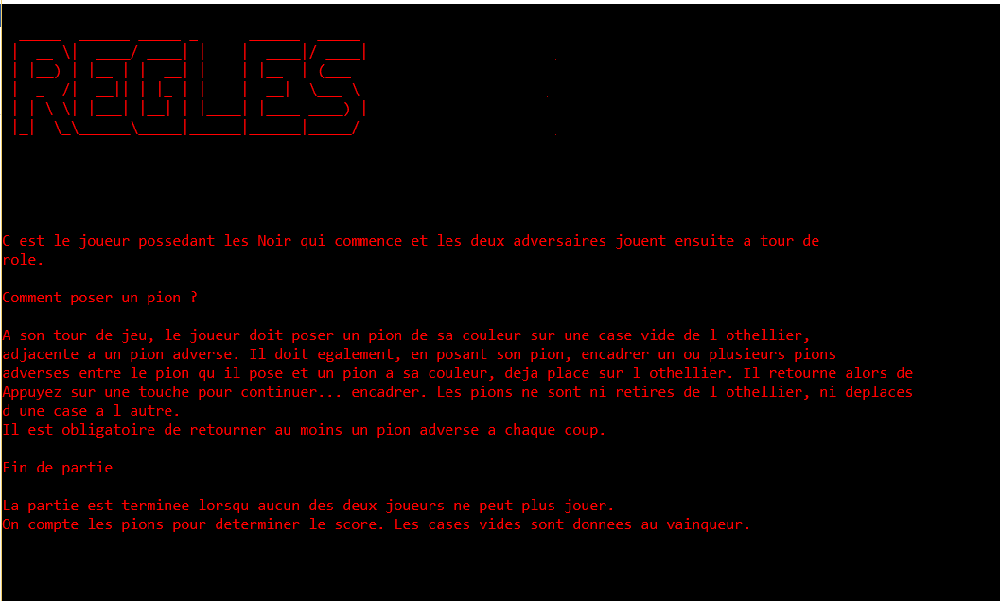 REGLES
C est le joueur possedant les Noir qui commence et les deux adversaires jouent ensuite a tour de
role.
Comment poser un pion ?
A son tour de jeu, le joueur doit poser un pion de sa couleur sur une case vide de l othellier,
adjacente a un pion adverse. Il doit egalement, en posant son pion, encadrer un ou plusieurs pions
adverses entre le pion qu il pose et un pion a sa couleur, deja place sur l othellier. Il retourne alors de
Appuyez sur une touche pour continuer... encadrer. Les pions ne sont ni retires de l othellier, ni deplaces
d une case a l autre.
Il est obligatoire de retourner au moins un pion adverse a chaque coup.
Fin de partie
La partie est terminee lorsqu aucun des deux joueurs ne peut plus jouer.
On compte les pions pour determiner le score. Les cases vides sont donnees au vainqueur.